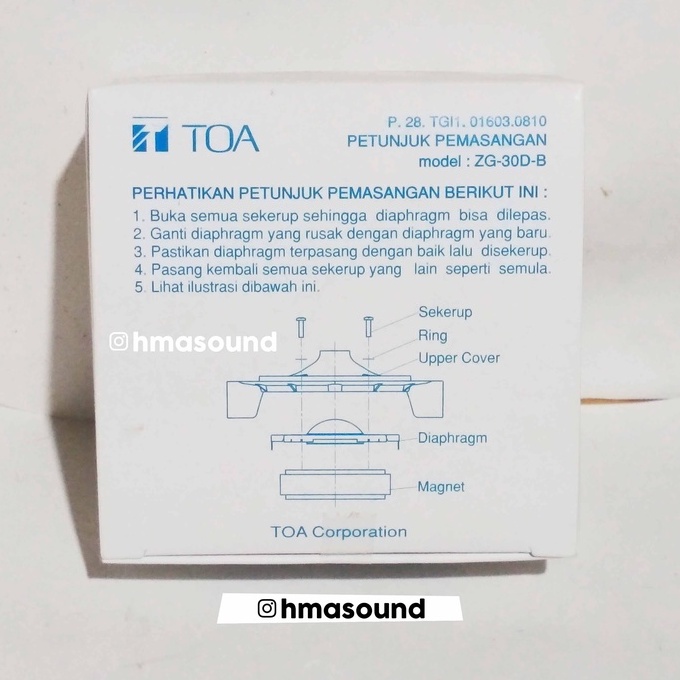 TOA
P. 28. TGI1. 01603.0810
PETUNJUK PEMASANGAN
model : ZG-30D-B
PERHATIKAN PETUNJUK PEMASANGAN BERIKUT INI :
1. Buka semua sekerup sehingga diaphragm bisa dilepas.
2. Ganti diaphragm yang rusak dengan diaphragm yang baru.
3. Pastikan diaphragm terpasang dengan baik lalu disekerup.
4. Pasang kembali semua sekerup yang lain seperti semula.
5. Lihat ilustrasi dibawah ini.
Sekerup
Ring
hmasound
Upper Cover
Diaphragm
Magnet
TOA Corporation
hmasound